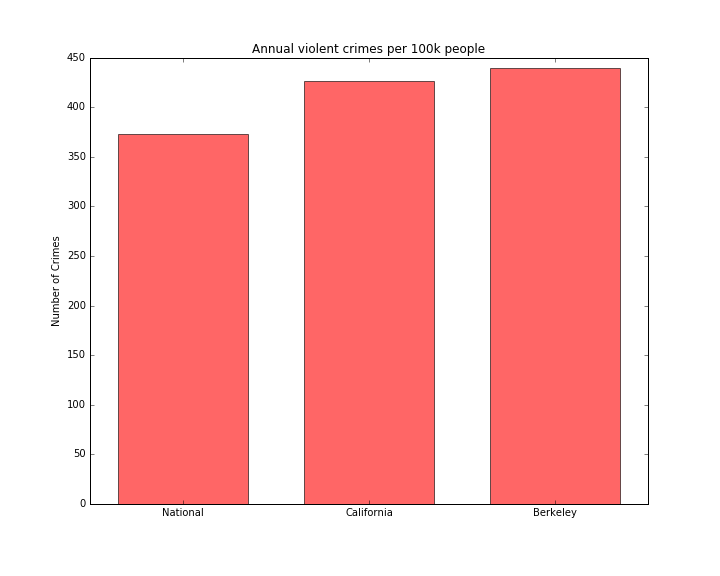 Annual violent crimes per 100k people
450
400
350
300
250
200
150
100
50
0
Number of Crimes
National
California
Berkeley